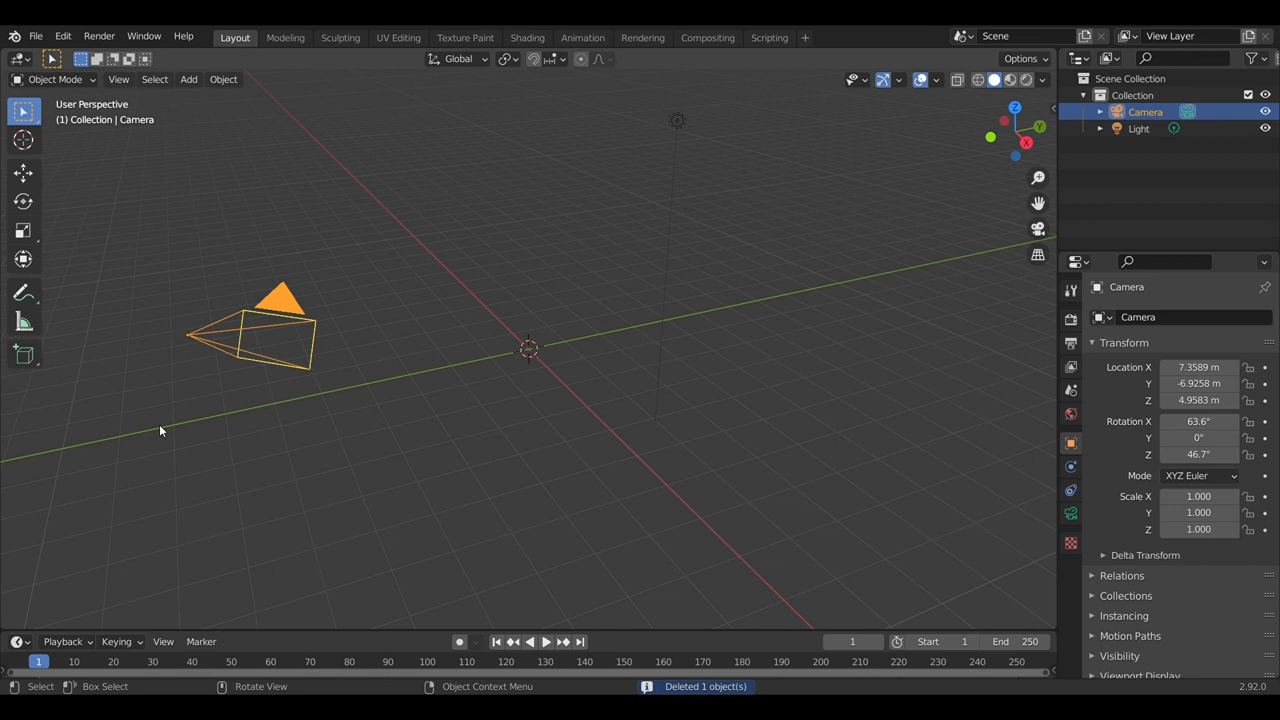 File Edit Render Window Help Layout Modeling Sculpting UV Editing Texture Paint Shading Animation Rendering Compositing Scripting + Scene View Layer
Global Options
Object Mode View Select Add Object
User Perspective
(1) Collection | Camera
Z
Y
X
Scene Collection
Collection
Camera
Light
Camera
Camera
Transform
Location X 7.3589 m
Y -6.9258 m
Z 4.9583 m
Rotation X 63.6°
Y 0°
Z 46.7°
Mode XYZ Euler
Scale X 1.000
Y 1.000
Z 1.000
Delta Transform
Relations
Collections
Instancing
Motion Paths
Visibility
Viewport Display
Playback Keying View Marker 1 Start 1 End 250
1 10 20 30 40 50 60 70 80 90 100 110 120 130 140 150 160 170 180 190 200 210 220 230 240 250
Select Box Select Rotate View Object Context Menu Deleted 1 object(s) 2.92.0